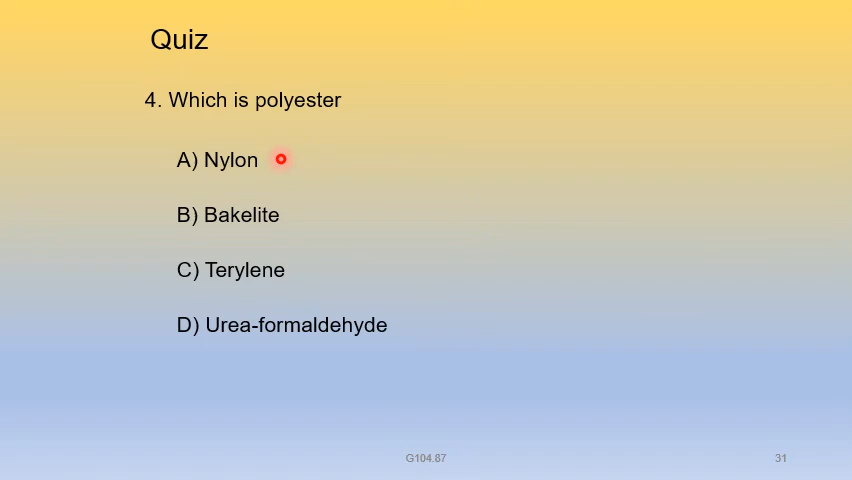 Quiz
4. Which is polyester
A) Nylon
B) Bakelite
C) Terylene
D) Urea-formaldehyde
G104.87
31